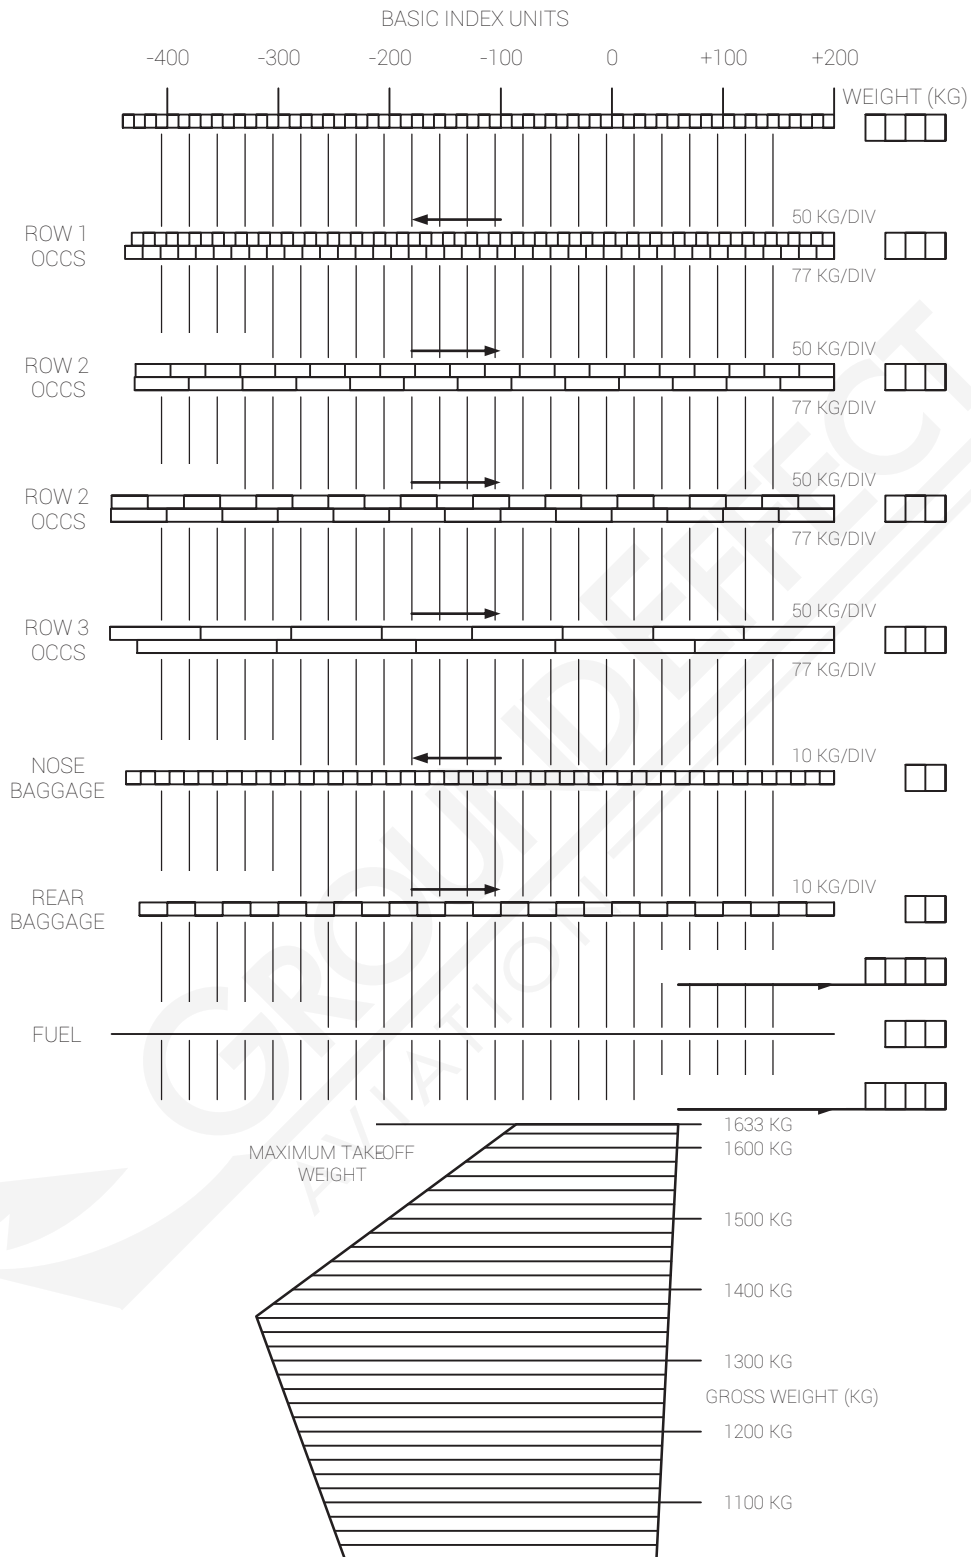 BASIC INDEX UNITS
-400 -300 -200 -100 0 +100 +200
WEIGHT (KG)
50 KG/DIV
ROW 1
OCCS
77 KG/DIV
50 KG/DIV
ROW 2
OCCS
77 KG/DIV
50 KG/DIV
ROW 2
OCCS
77 KG/DIV
50 KG/DIV
ROW 3
OCCS
77 KG/DIV
10 KG/DIV
NOSE
BAGGAGE
10 KG/DIV
REAR
BAGGAGE
FUEL
1633 KG
MAXIMUM TAKEOFF
WEIGHT
1600 KG
1500 KG
1400 KG
1300 KG
GROSS WEIGHT (KG)
1200 KG
1100 KG
GROUND EFFECT
AVIATION